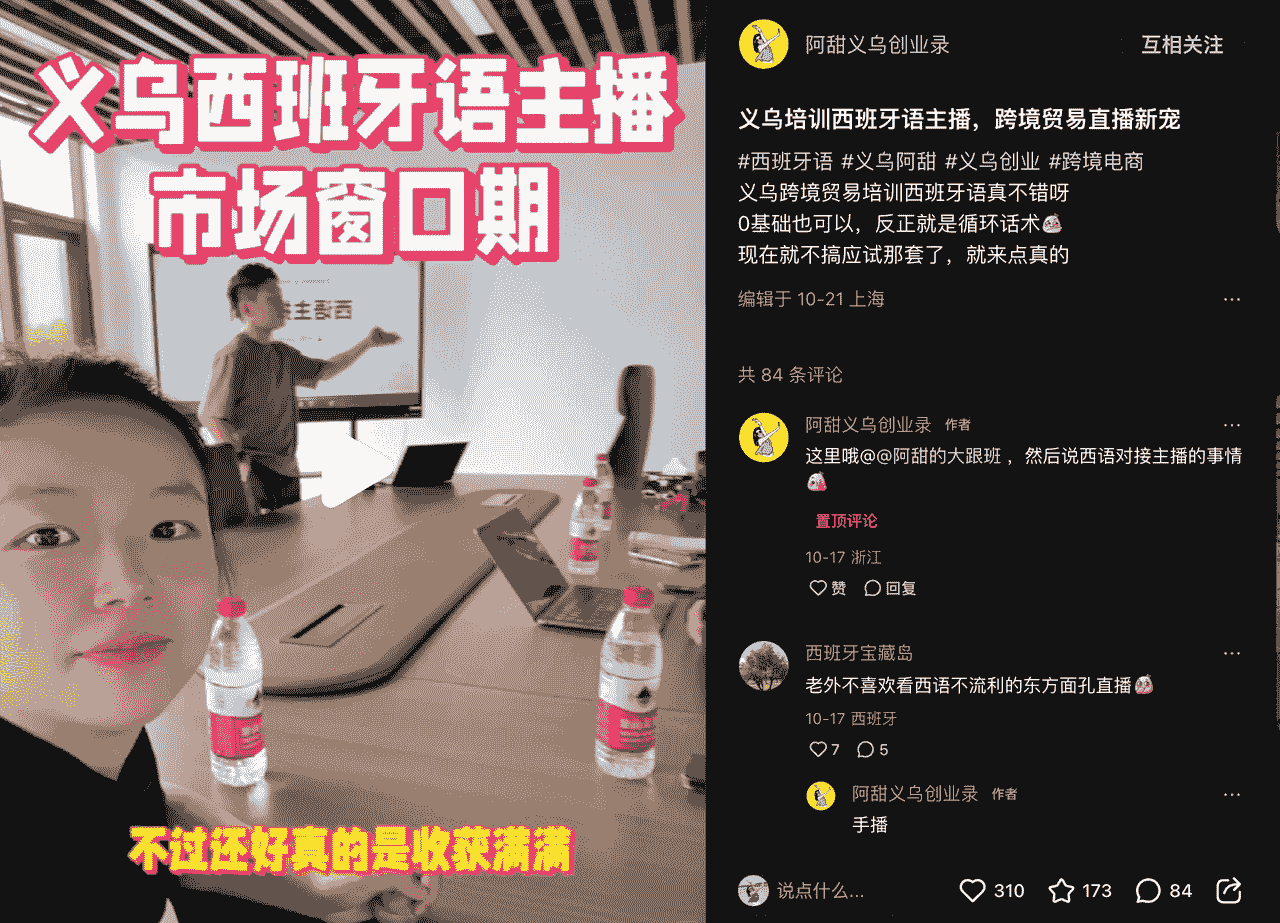 义乌西班牙语主播
市场窗口期
不过还好真的是收获满满
阿甜义乌创业录
互相关注
义乌培训西班牙语主播，跨境贸易直播新宠
#西班牙语 #义乌阿甜 #义乌创业 #跨境电商
义乌跨境贸易培训西班牙语真不错呀
0基础也可以，反正就是循环话术
现在就不搞应试那套了，就来点真的
编辑于 10-21 上海
共 84 条评论
阿甜义乌创业录 作者
这里哦@@阿甜的大跟班 ，然后说西语对接主播的事情
置顶评论
10-17 浙江
赞 回复
西班牙宝藏岛
老外不喜欢看西语不流利的东方面孔直播
10-17 西班牙
7 5
阿甜义乌创业录 作者
手播
说点什么...
310 173 84